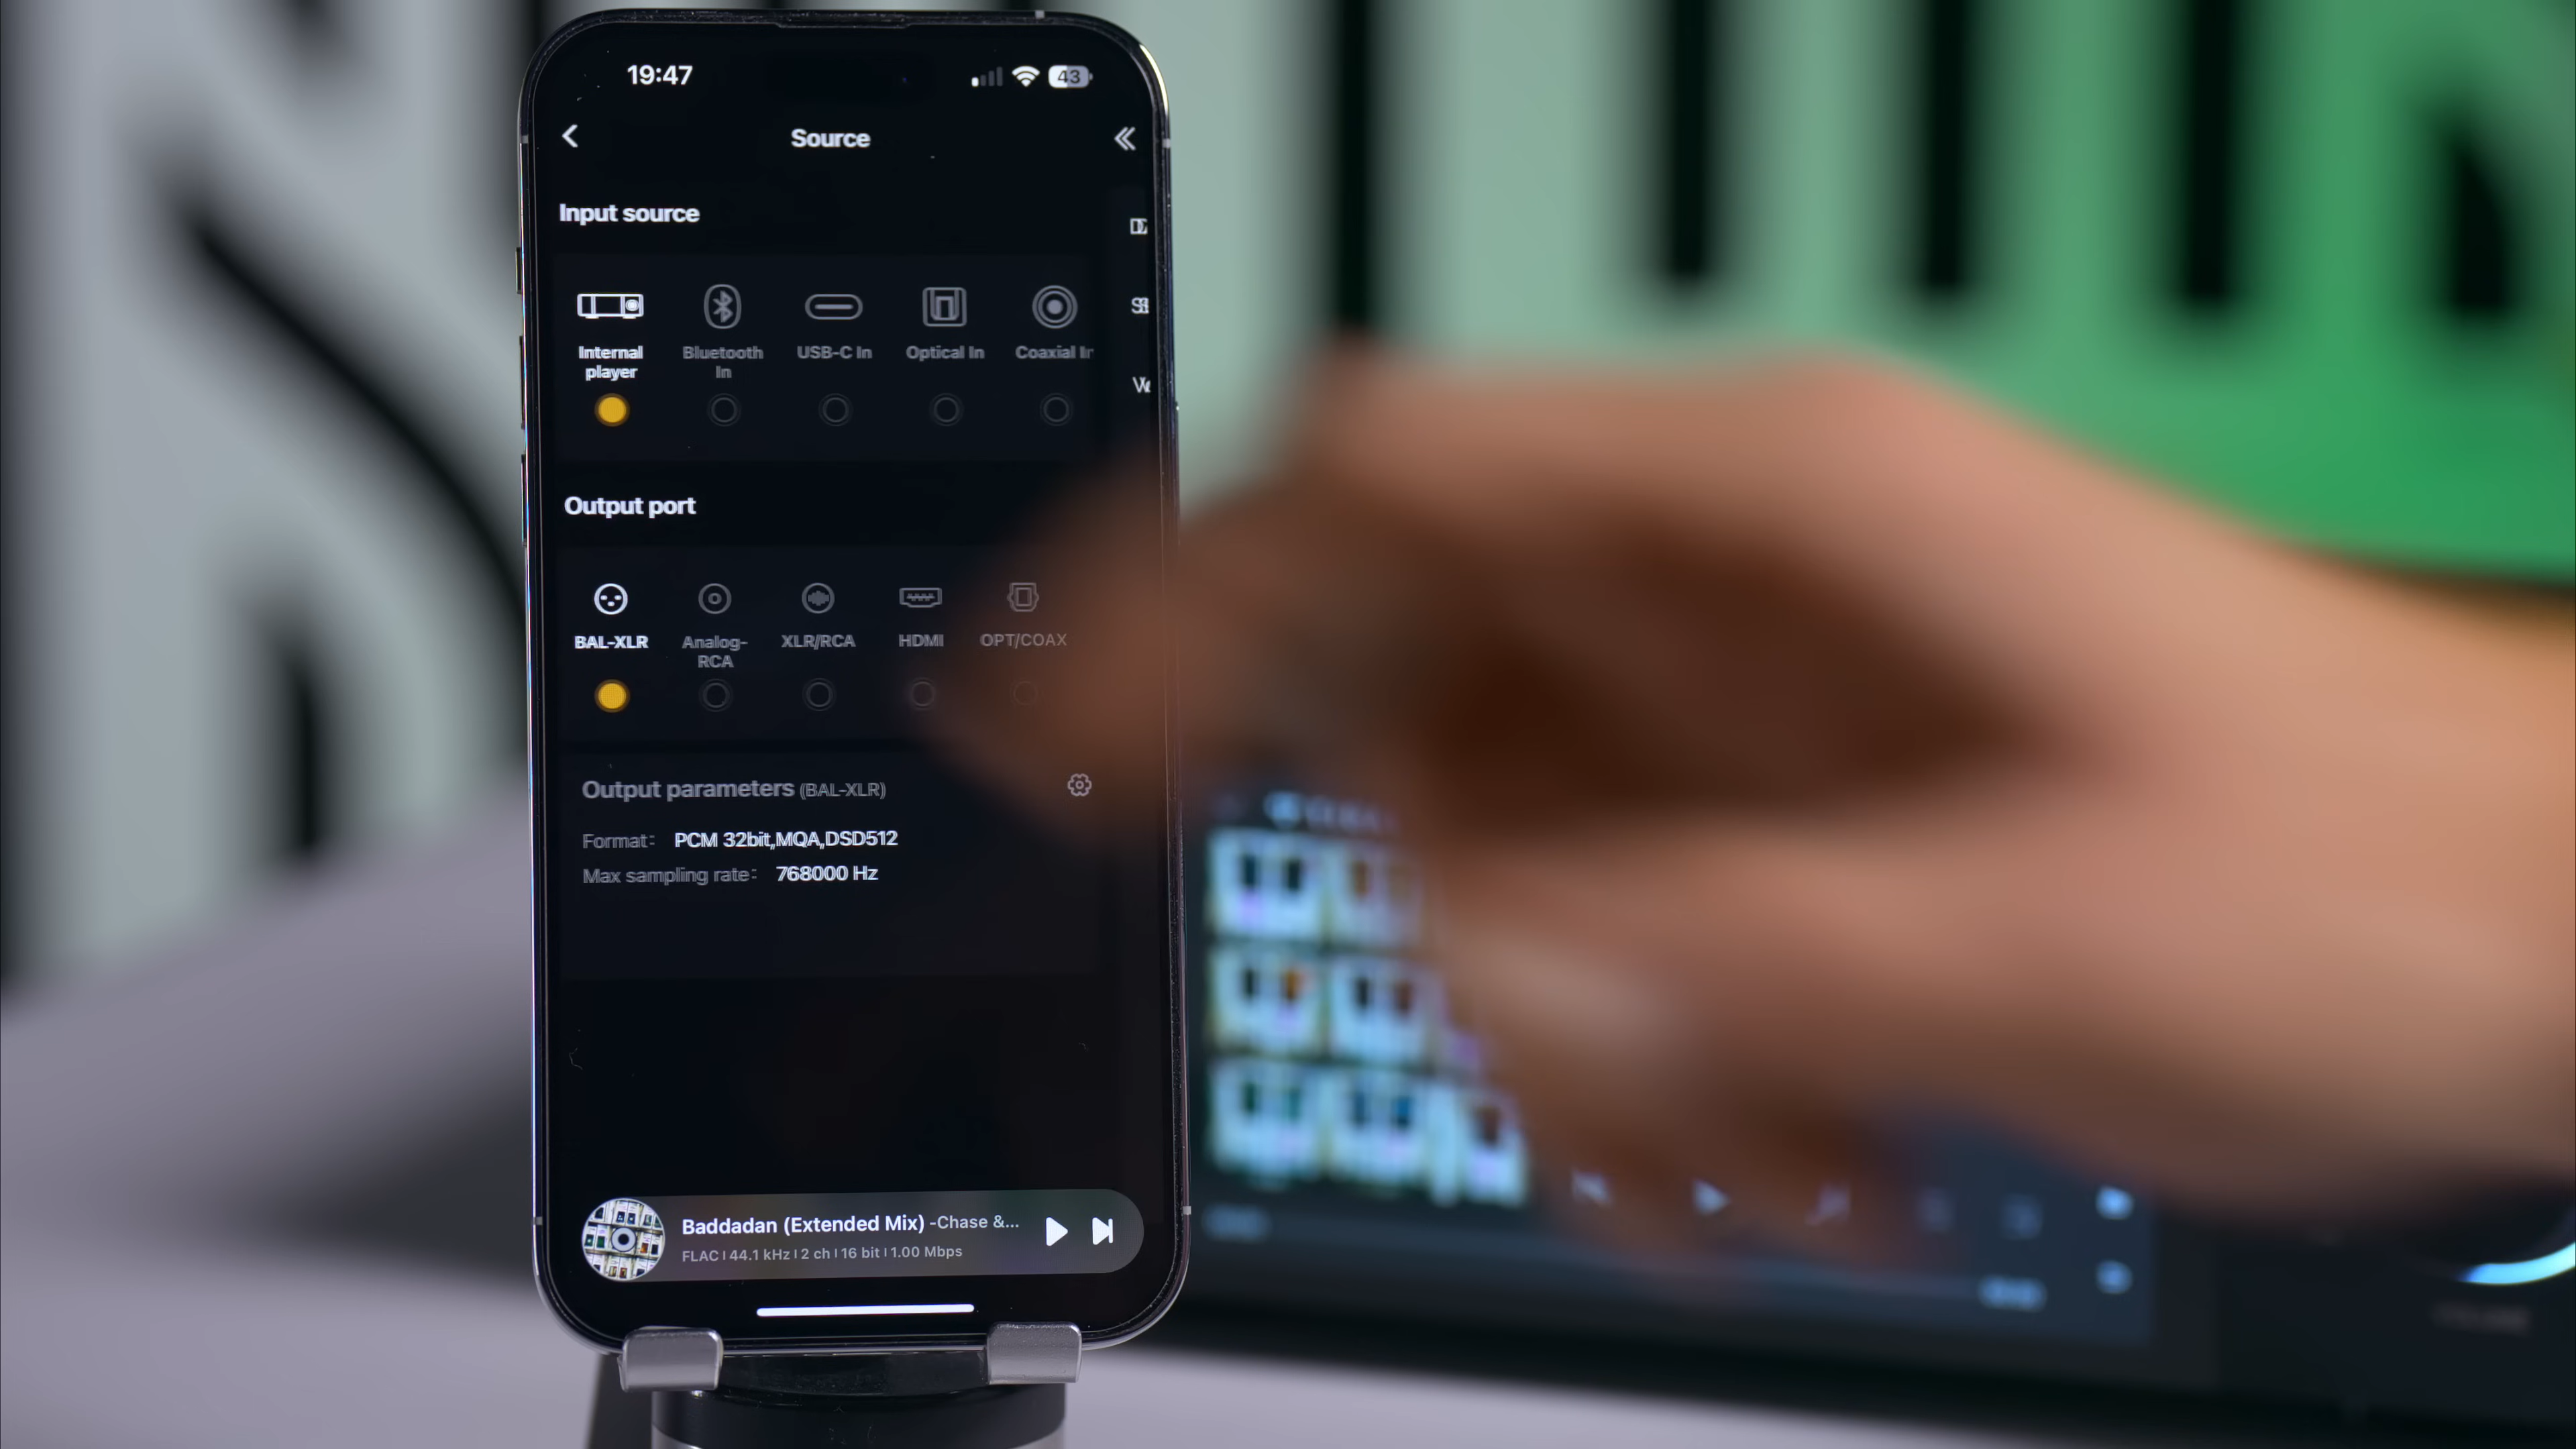 19:47
43
Source
Input source
Internal player
Bluetooth In
USB-C In
Optical In
Coaxial In
Output port
BAL-XLR
Analog-RCA
XLR/RCA
HDMI
OPT/COAX
Output parameters (BAL-XLR)
Format: PCM 32bit,MQA,DSD512
Max sampling rate: 768000 Hz
Baddadan (Extended Mix) -Chase &...
FLAC | 44.1 kHz | 2 ch | 16 bit | 1.00 Mbps